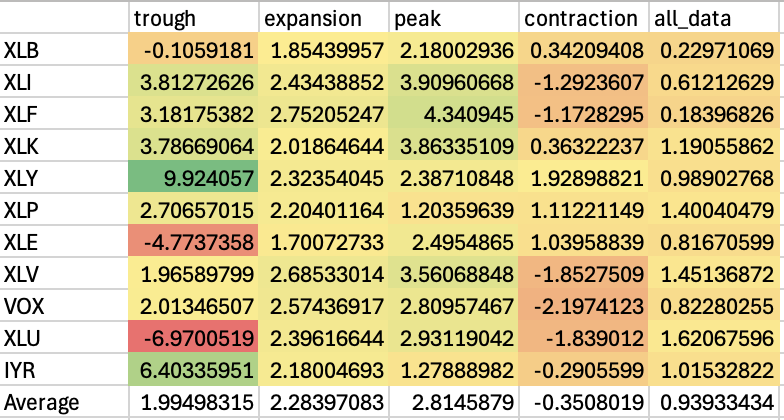 trough expansion peak contraction all_data
XLB -0.1059181 1.85439957 2.18002936 0.34209408 0.22971069
XLI 3.81272626 2.43438852 3.90960668 -1.2923607 0.61212629
XLF 3.18175382 2.75205247 4.340945 -1.1728295 0.18396826
XLK 3.78669064 2.01864644 3.86335109 0.36322237 1.19055862
XLY 9.924057 2.32354045 2.38710848 1.92898821 0.98902768
XLP 2.70657015 2.20401164 1.20359639 1.11221149 1.40040479
XLE -4.7737358 1.70072733 2.4954865 1.03958839 0.81670599
XLV 1.96589799 2.68533014 3.56068848 -1.8527509 1.45136872
VOX 2.01346507 2.57436917 2.80957467 -2.1974123 0.82280255
XLU -6.9700519 2.39616644 2.93119042 -1.839012 1.62067596
IYR 6.40335951 2.18004693 1.27888982 -0.2905599 1.01532822
Average 1.99498315 2.28397083 2.8145879 -0.3508019 0.93933434